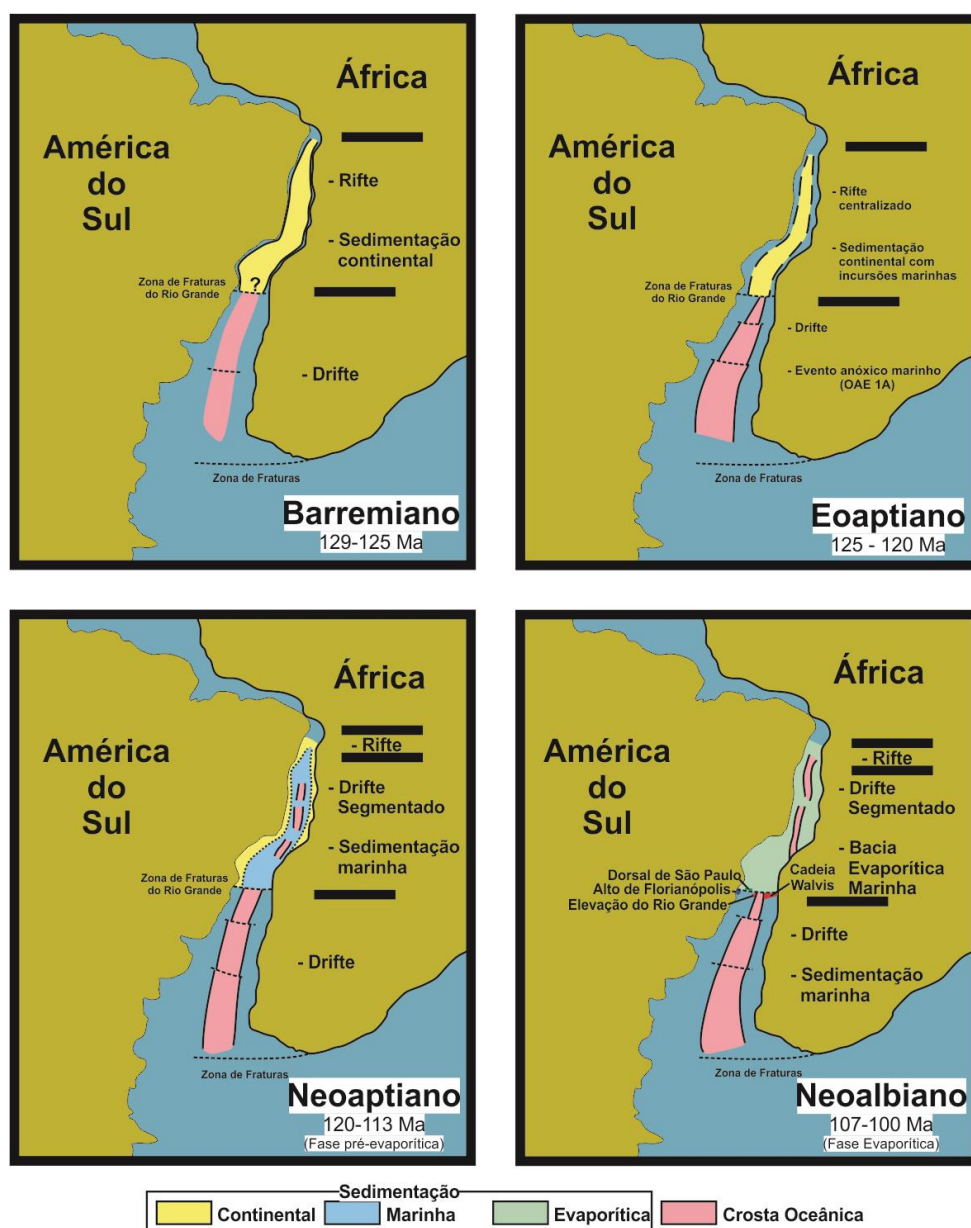 África
América
do
Sul
- Rifte
- Sedimentação
continental
Zona de Fraturas
do Rio Grande
?
- Drifte
Zona de Fraturas
Barremiano
129-125 Ma
África
América
do
Sul
- Rifte
centralizado
- Sedimentação
continental com
incursões marinhas
Zona de Fraturas
do Rio Grande
- Drifte
- Evento anóxico marinho
(OAE 1A)
Zona de Fraturas
Eoaptiano
125 - 120 Ma
África
- Rifte
América
do
Sul
- Drifte
Segmentado
- Sedimentação
marinha
Zona de Fraturas
do Rio Grande
- Drifte
Zona de Fraturas
Neoaptiano
120-113 Ma
(Fase pré-evaporítica)
África
- Rifte
América
do
Sul
- Drifte
Segmentado
- Bacia
Evaporítica
Marinha
Dorsal de São Paulo
Alto de Florianópolis
Elevação do Rio Grande
Cadeia
Walvis
- Drifte
- Sedimentação
marinha
Zona de Fraturas
Neoalbiano
107-100 Ma
(Fase Evaporítica)
Sedimentação
Continental
Marinha
Evaporítica
Crosta Oceânica